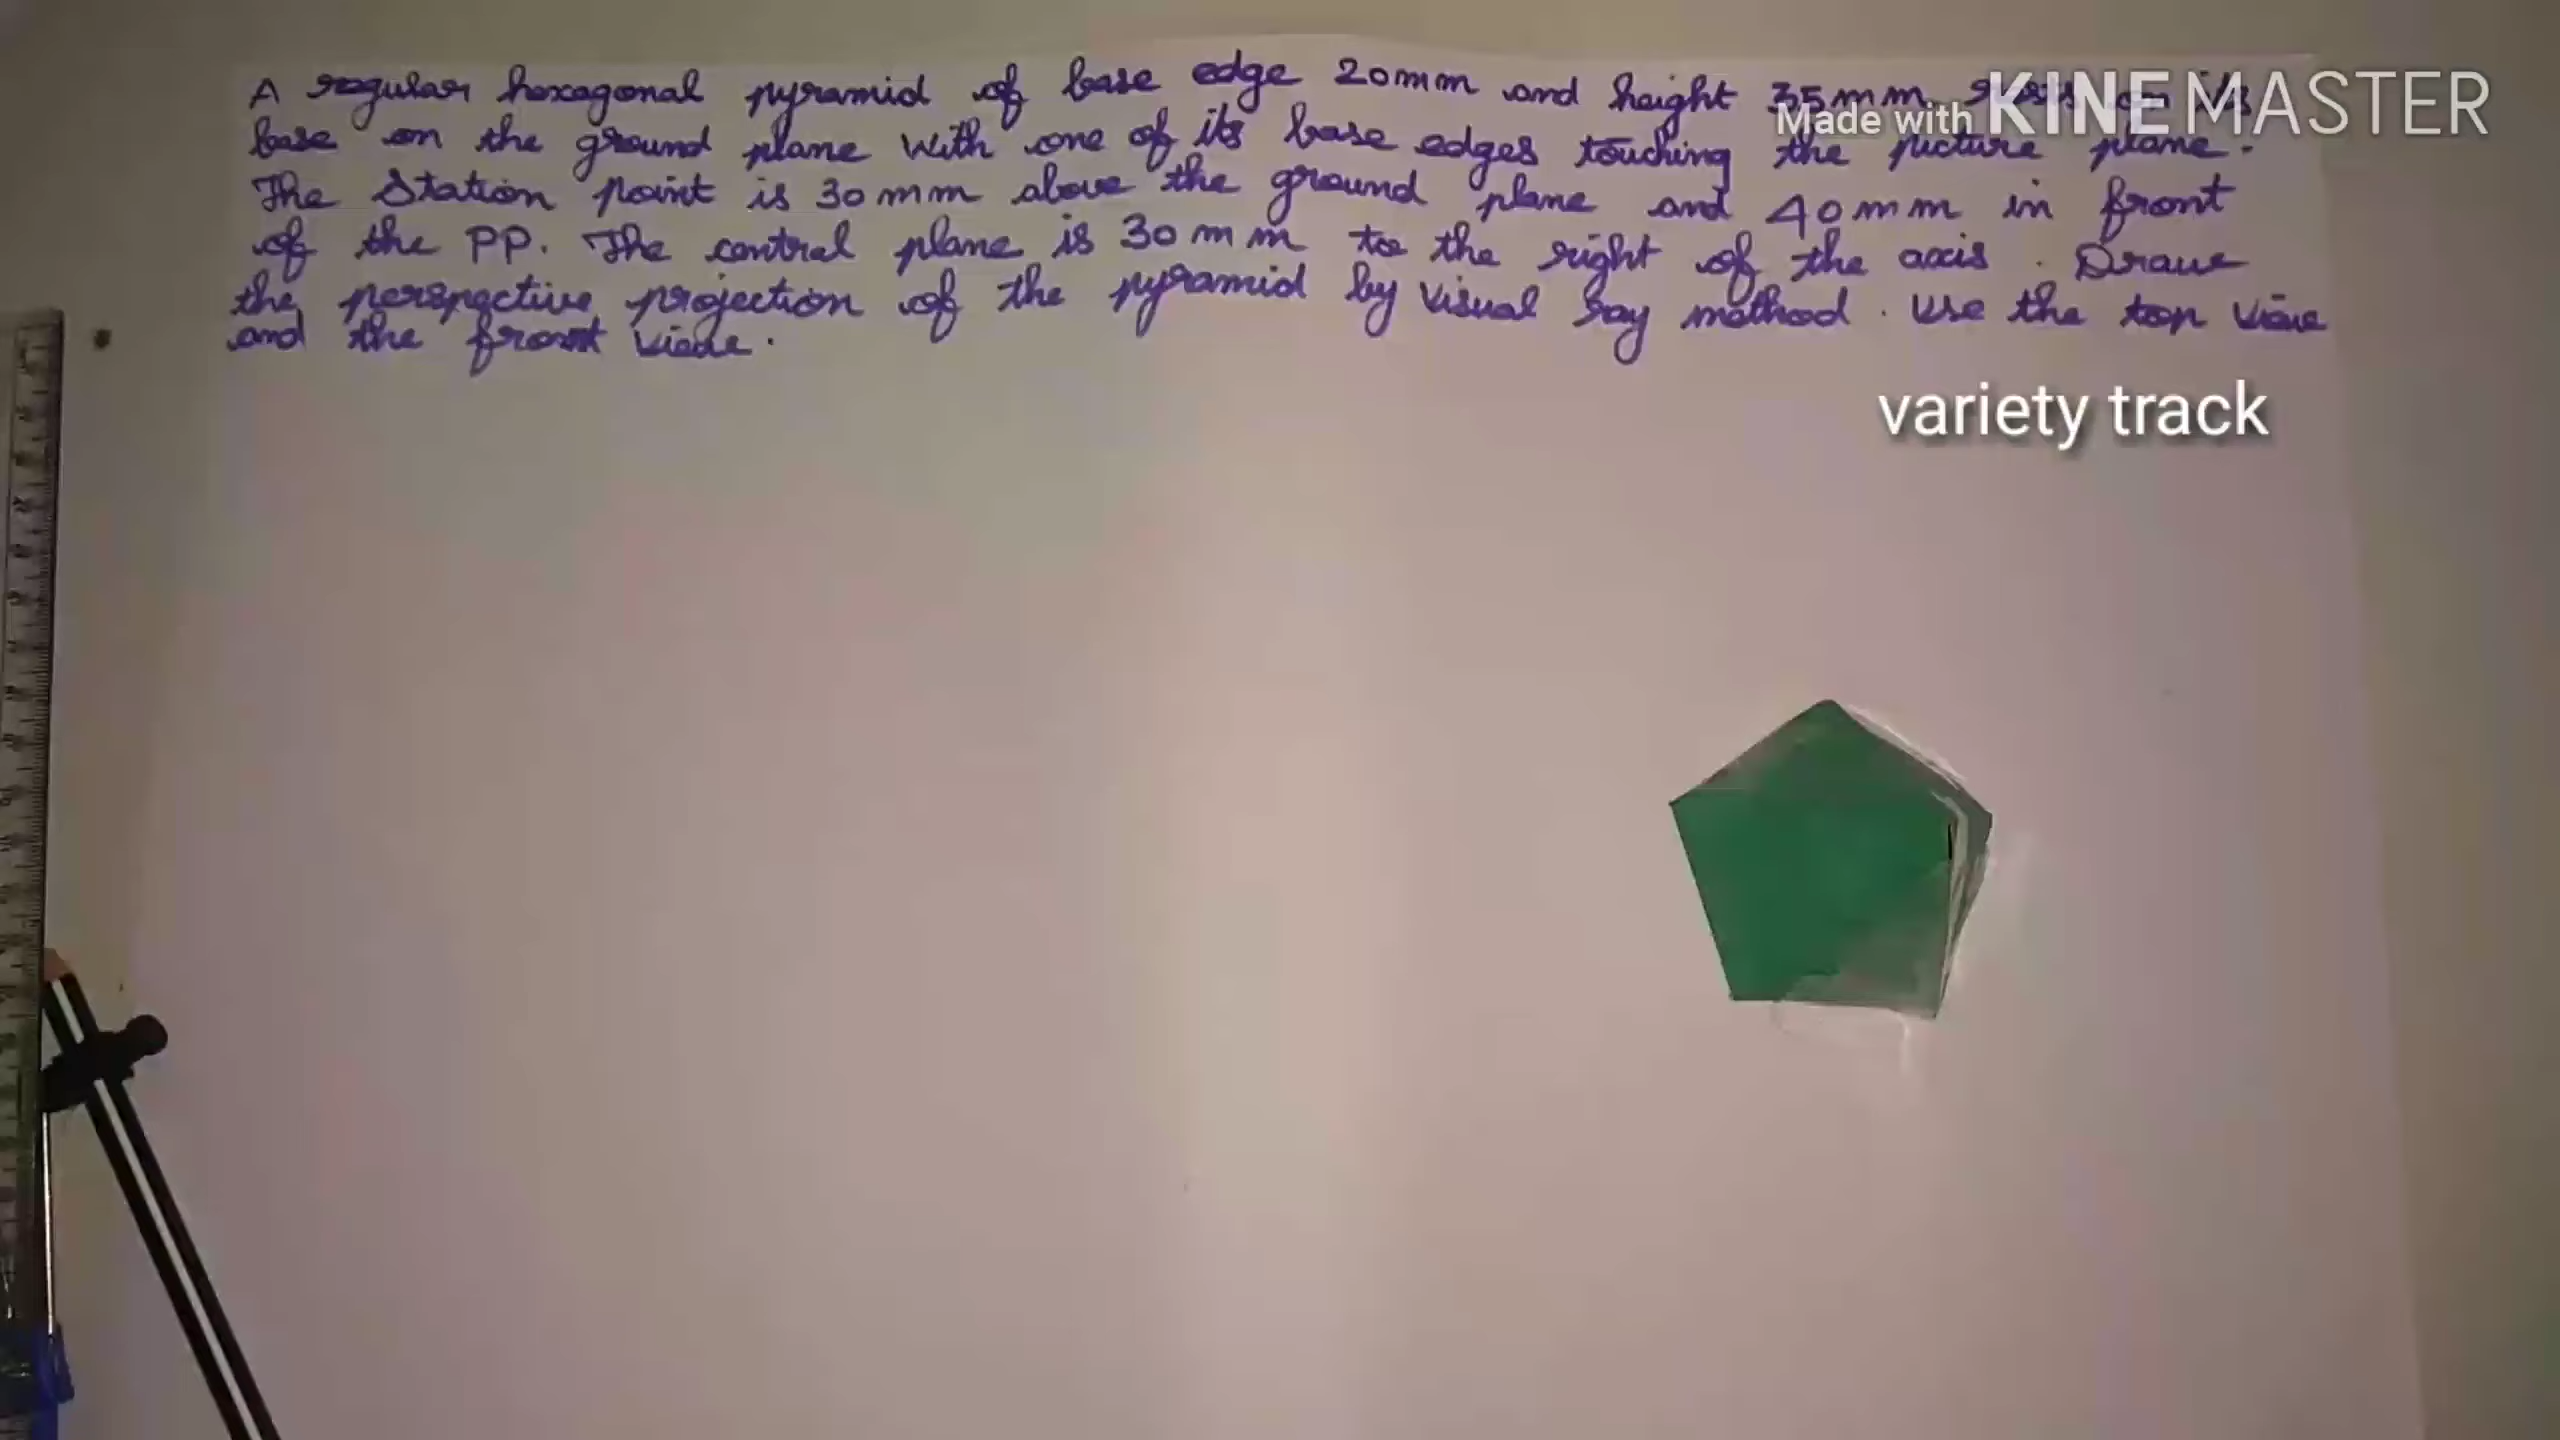 A regular hexagonal pyramid of base edge 20mm and height 35mm rests on its
base on the ground plane with one of its base edges touching the picture plane.
The Station point is 30mm above the ground plane and 40mm in front
of the PP. The central plane is 30mm to the right of the axis. Draw
the perspective projection of the pyramid by visual ray method. Use the top view
and the front view.
Made with KINEMASTER
variety track